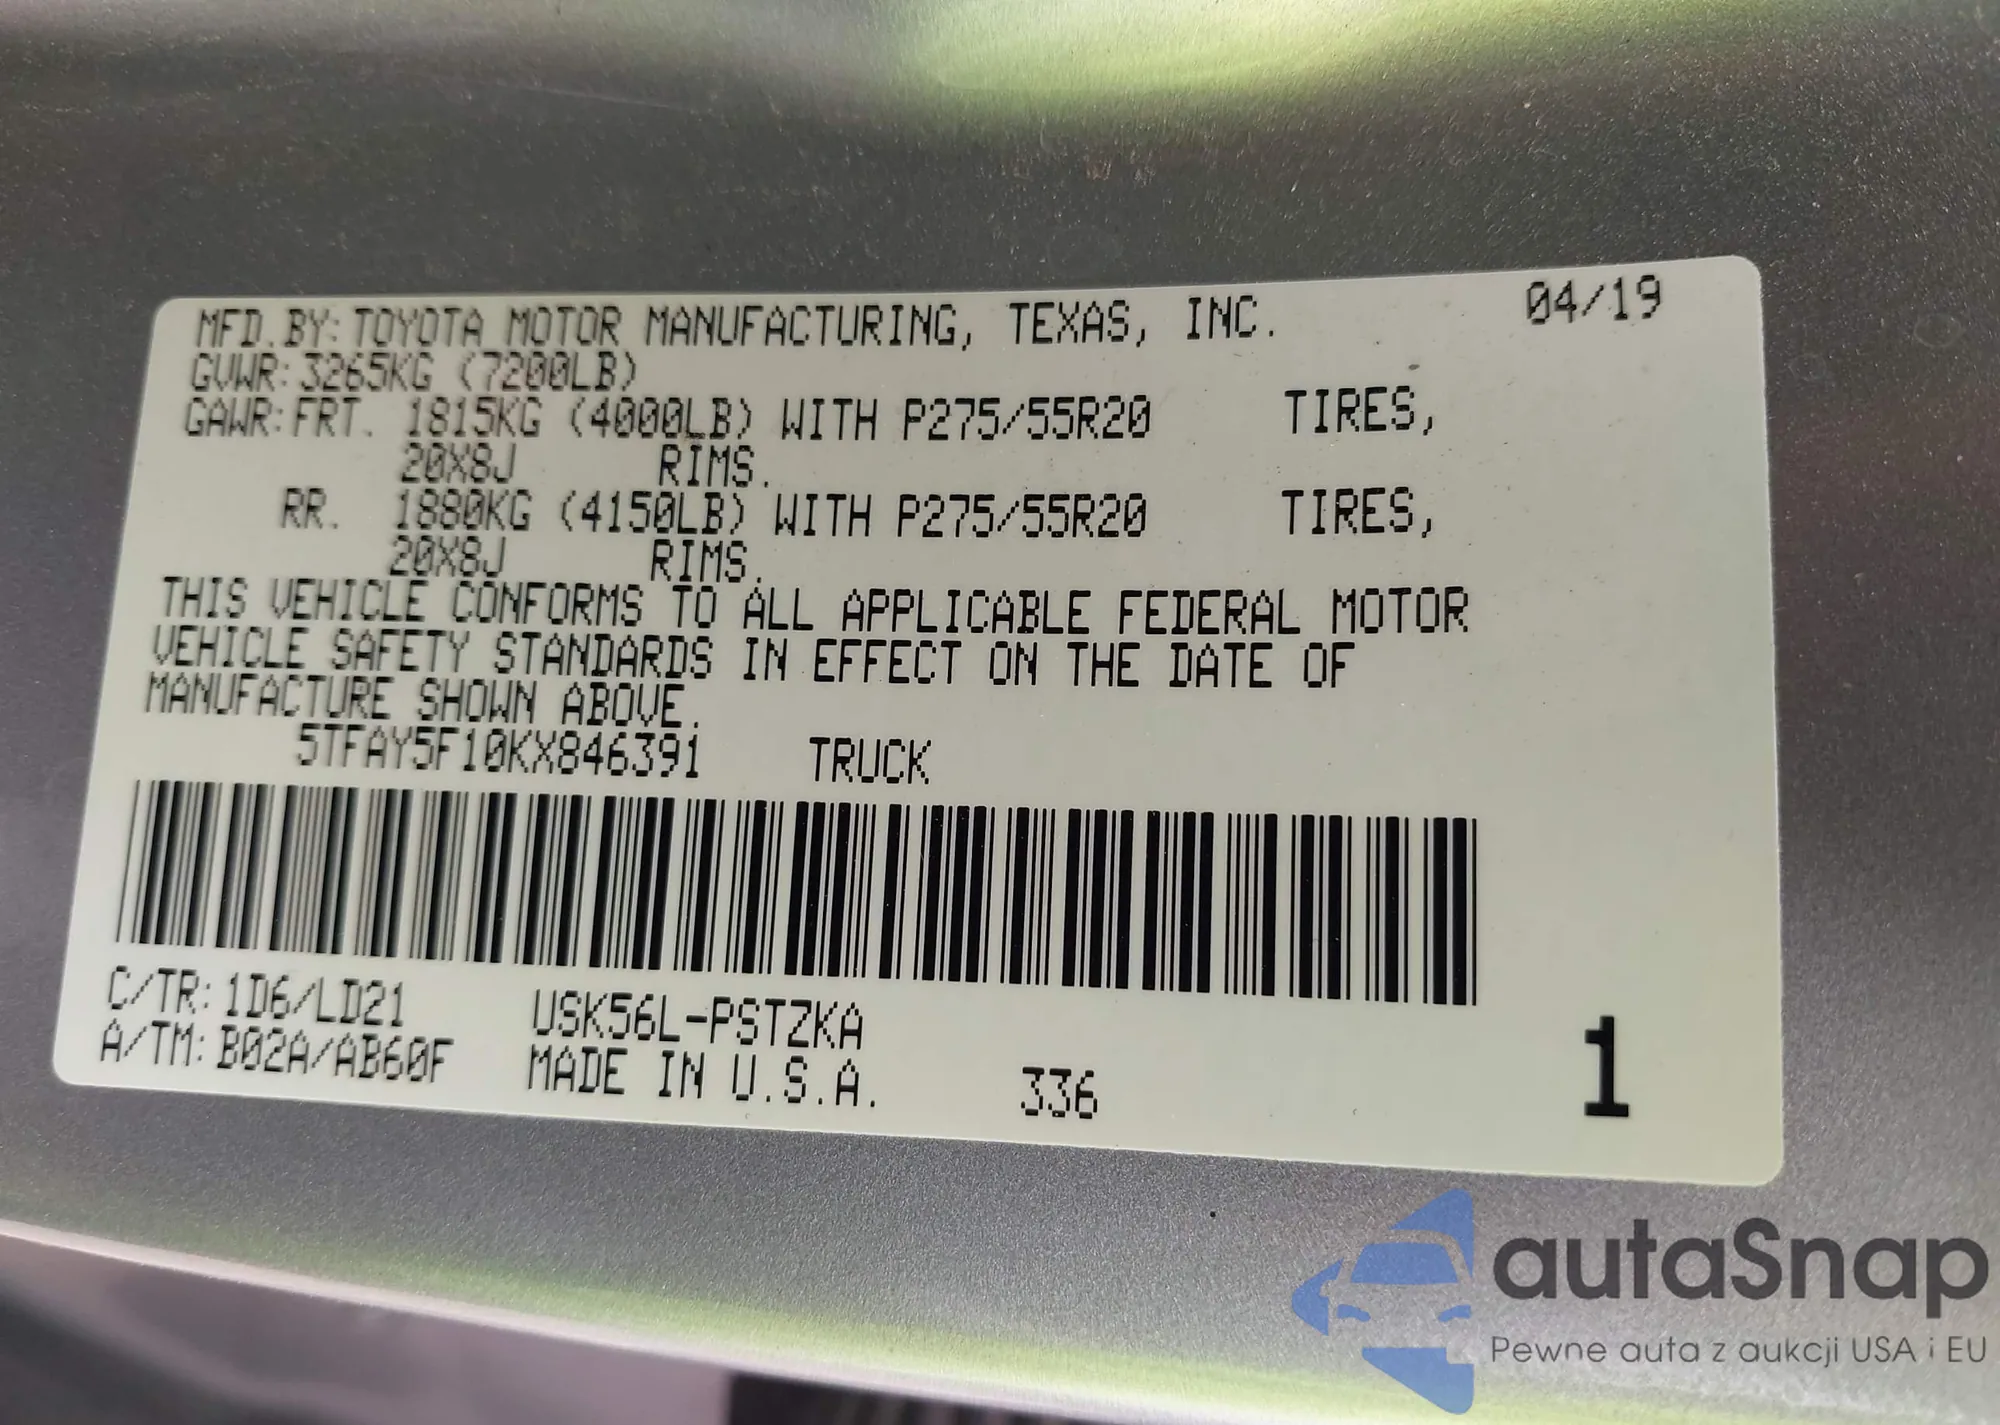 MFD.BY:TOYOTA MOTOR MANUFACTURING, TEXAS, INC. 04/19
GVWR:3265KG (7200LB)
GAWR:FRT. 1815KG (4000LB) WITH P275/55R20 TIRES,
20X8J RIMS.
RR. 1880KG (4150LB) WITH P275/55R20 TIRES,
20X8J RIMS.
THIS VEHICLE CONFORMS TO ALL APPLICABLE FEDERAL MOTOR
VEHICLE SAFETY STANDARDS IN EFFECT ON THE DATE OF
MANUFACTURE SHOWN ABOVE.
5TFAY5F10KX846391 TRUCK
C/TR:1D6/LD21 USK56L-PSTZKA
A/TM:B02A/AB60F MADE IN U.S.A. 336 1
autaSnap
Pewne auta z aukcji USA i EU